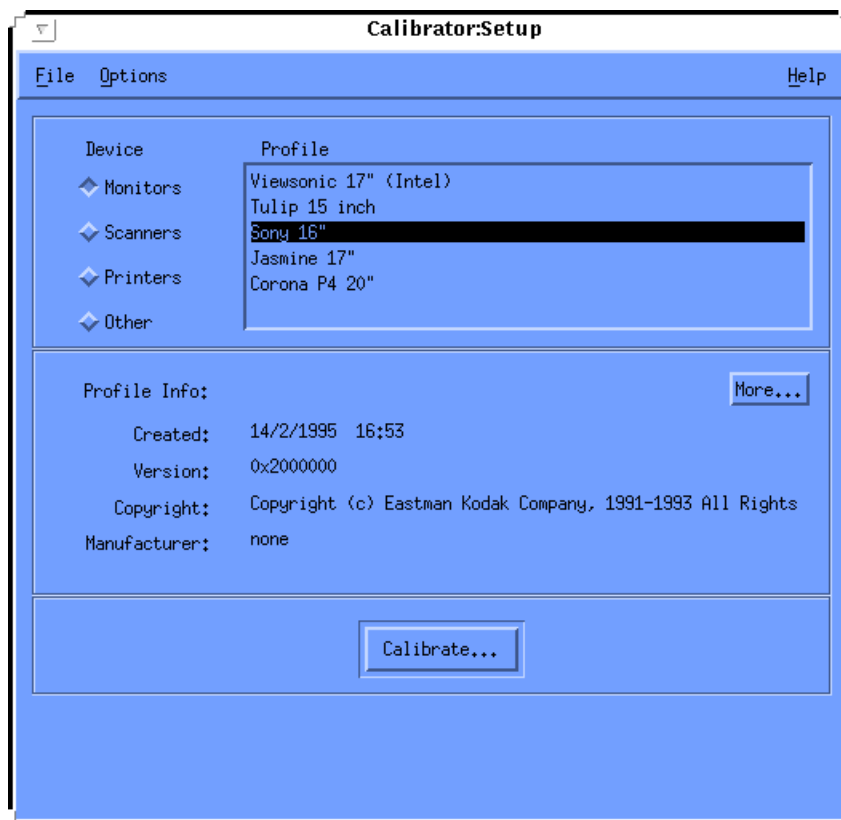 Calibrator:Setup
File Options Help
Device Profile
Monitors
Scanners
Printers
Other
Viewsonic 17" (Intel)
Tulip 15 inch
Sony 16"
Jasmine 17"
Corona P4 20"
Profile Info: More...
Created: 14/2/1995 16:53
Version: 0x2000000
Copyright: Copyright (c) Eastman Kodak Company, 1991-1993 All Rights
Manufacturer: none
Calibrate...